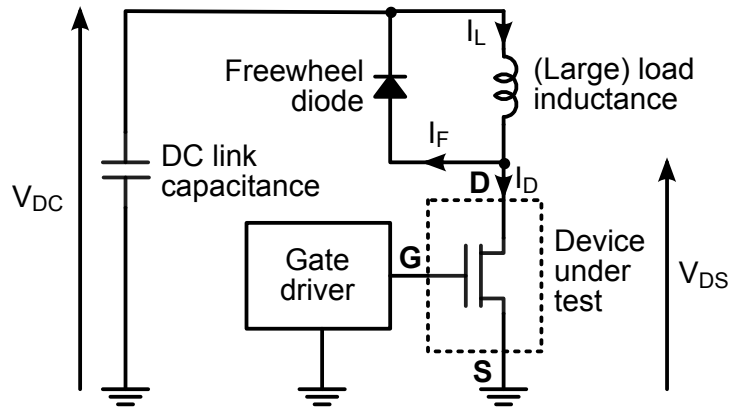 I_L
Freewheel
diode
(Large) load
inductance
I_F
DC link
capacitance
V_DC
D
I_D
Gate
driver
G
Device
under
test
V_DS
S